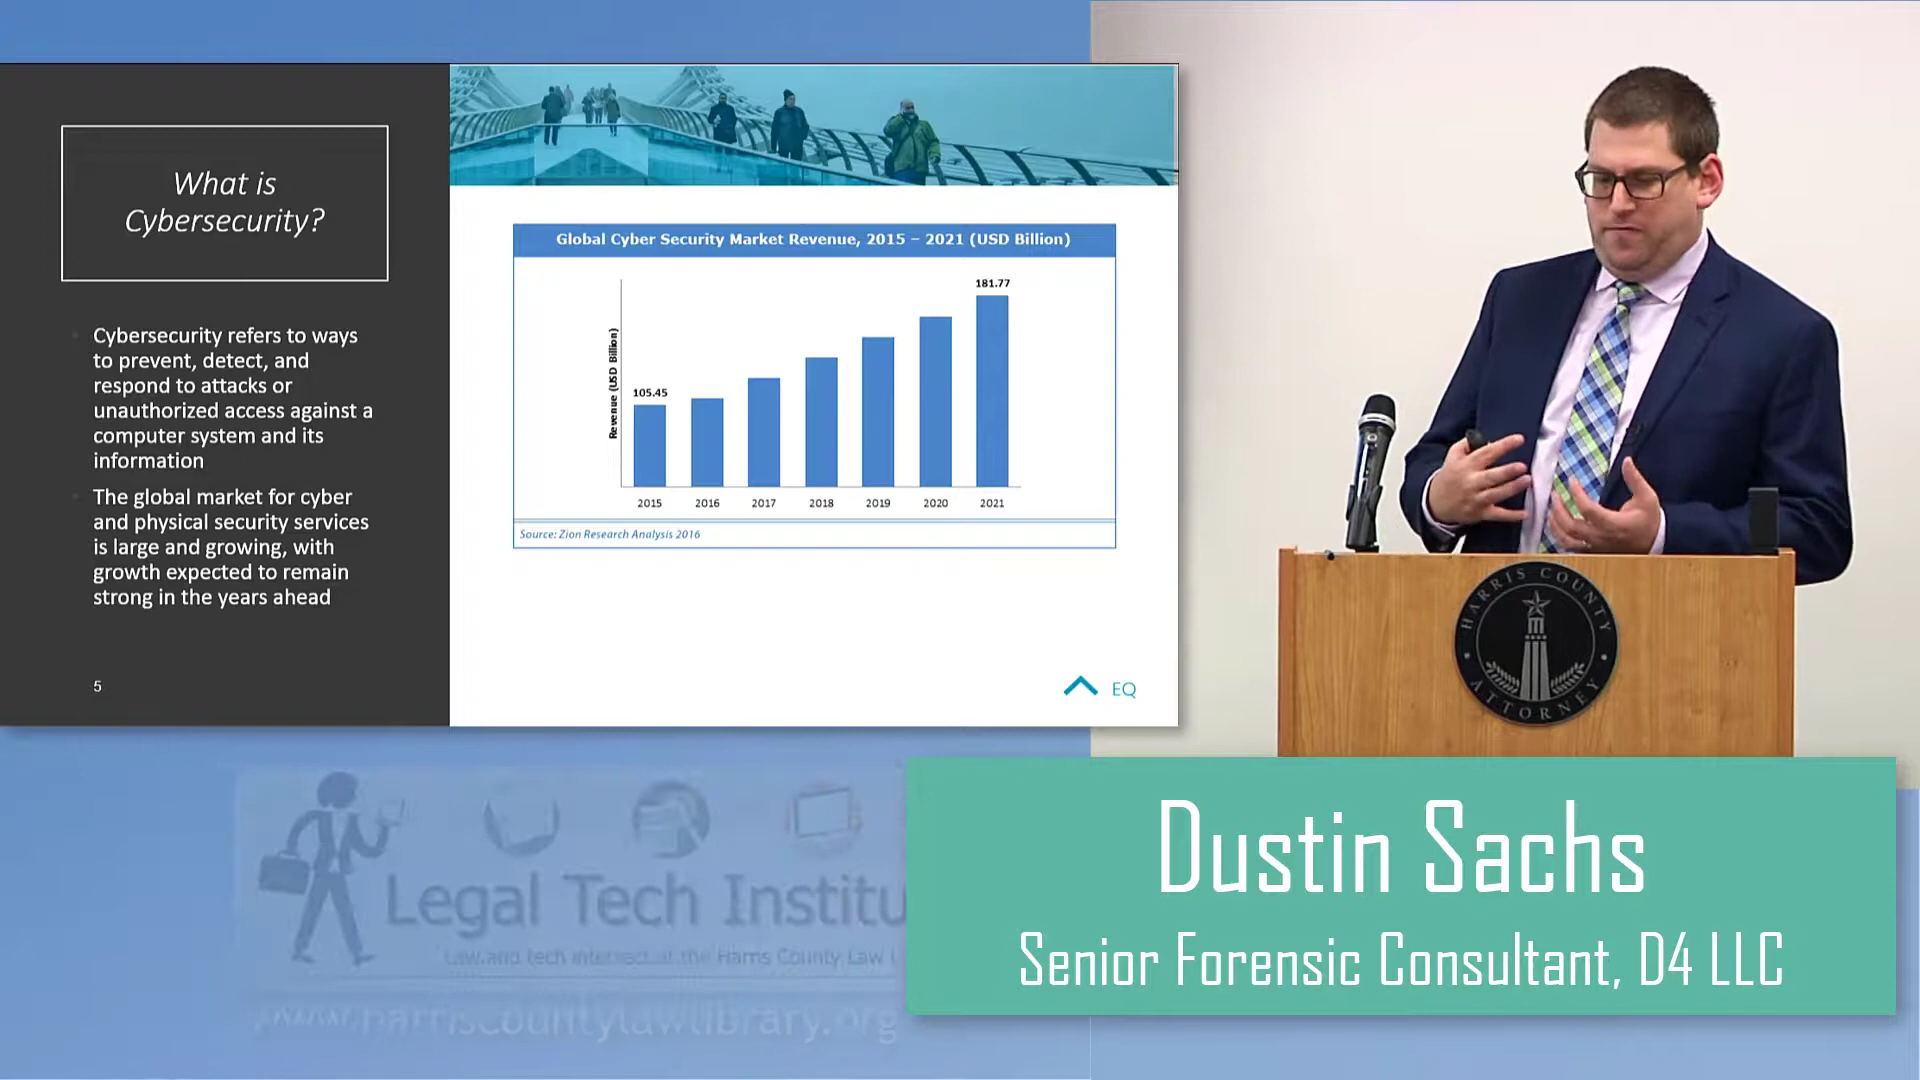 What is
Cybersecurity?
Cybersecurity refers to ways
to prevent, detect, and
respond to attacks or
unauthorized access against a
computer system and its
information
The global market for cyber
and physical security services
is large and growing, with
growth expected to remain
strong in the years ahead
5
Global Cyber Security Market Revenue, 2015 – 2021 (USD Billion)
Revenue (USD Billion)
105.45
181.77
2015 2016 2017 2018 2019 2020 2021
Source: Zion Research Analysis 2016
EQ
HARRIS COUNTY
ATTORNEY
Legal Tech Institu
Law and tech intersect at the Harris County Law L
www.harriscountylawlibrary.org
Dustin Sachs
Senior Forensic Consultant, D4 LLC